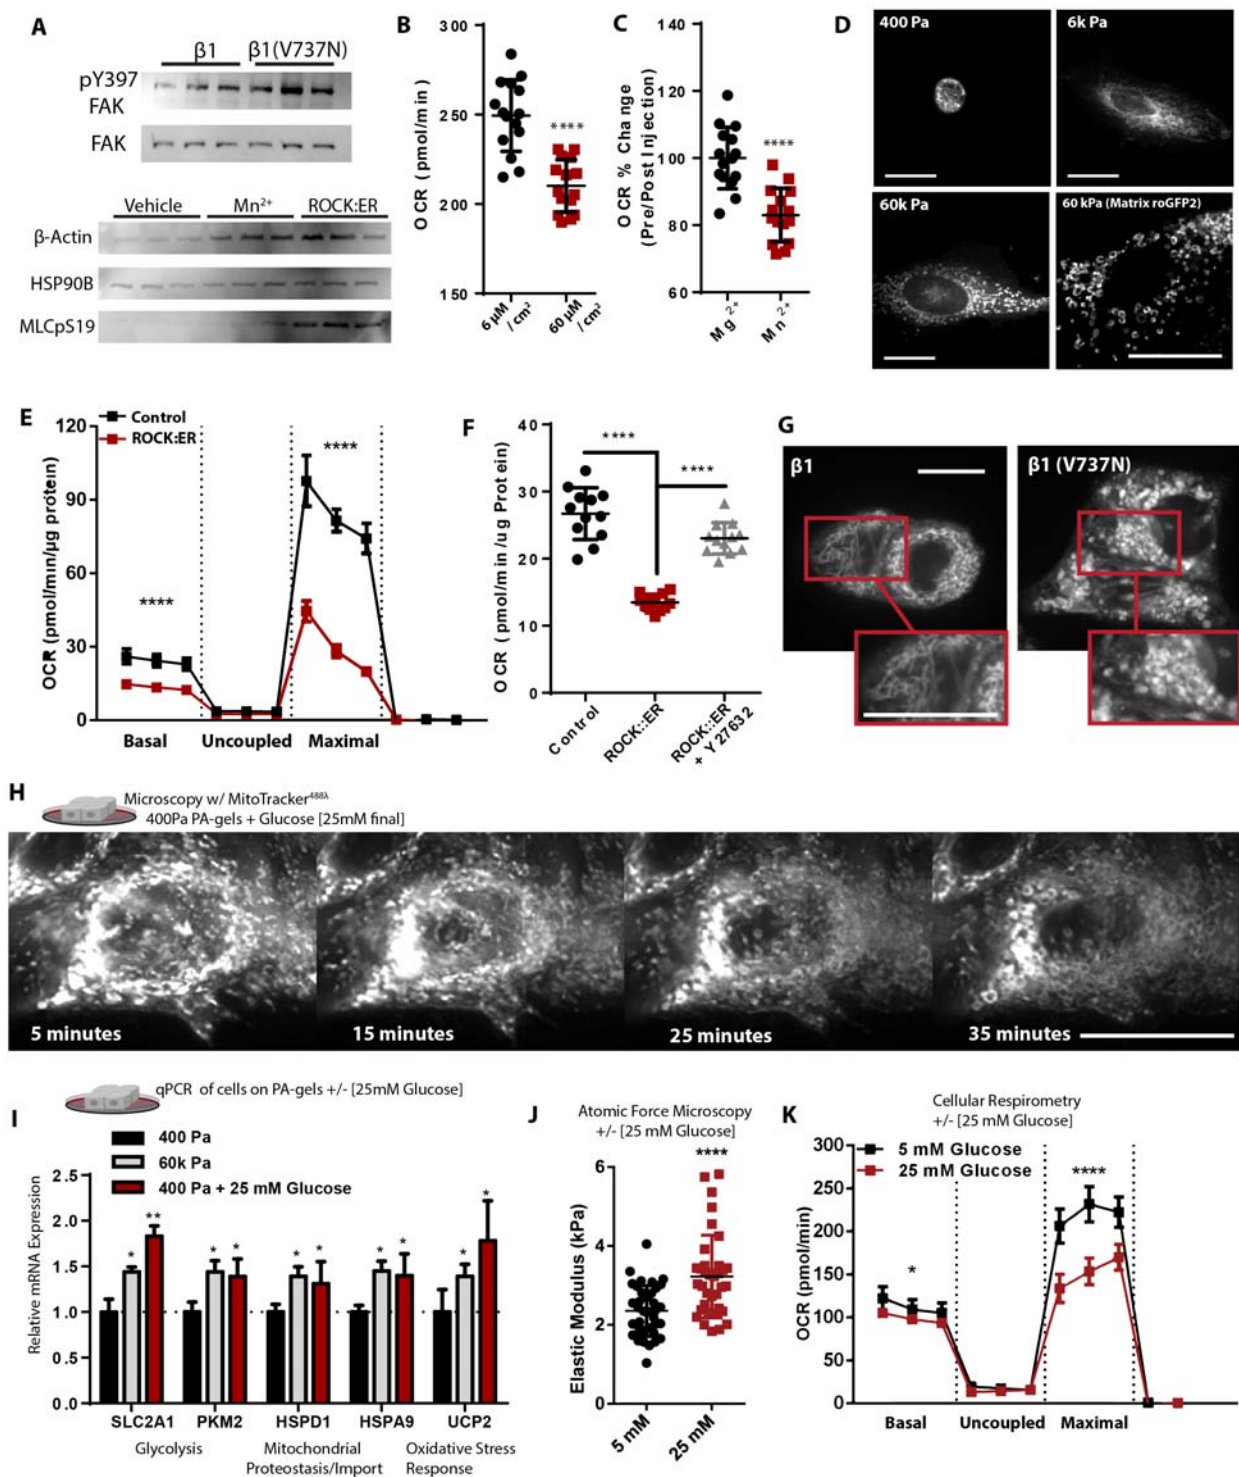 A
β1
β1(V737N)
pY397
FAK
FAK
Vehicle
Mn²⁺
ROCK:ER
β-Actin
HSP90B
MLCpS19
B
OCR (pmol/min)
300
250
200
150
****
6 μM
/ cm²
60 μM
/ cm²
C
OCR % Change
(Pre/Post Injection)
140
120
100
80
60
****
Mg²⁺
Mn²⁺
D
400 Pa
6k Pa
60k Pa
60 kPa (Matrix roGFP2)
E
Control
ROCK:ER
OCR (pmol/min/μg protein)
120
90
60
30
0
****
****
Basal
Uncoupled
Maximal
F
OCR (pmol/min/ug Protein)
40
30
20
10
0
****
****
Control
ROCK::ER
ROCK::ER
+ Y27632
G
β1
β1 (V737N)
H
Microscopy w/ MitoTracker⁴⁸⁸λ
400Pa PA-gels + Glucose [25mM final]
5 minutes
15 minutes
25 minutes
35 minutes
I
qPCR of cells on PA-gels +/- [25mM Glucose]
400 Pa
60k Pa
400 Pa + 25 mM Glucose
Relative mRNA Expression
2.5
2.0
1.5
1.0
0.5
0.0
* ** * * * * * * * *
SLC2A1
PKM2
HSPD1
HSPA9
UCP2
Glycolysis
Mitochondrial
Proteostasis/Import
Oxidative Stress
Response
J
Atomic Force Microscopy
+/- [25 mM Glucose]
****
Elastic Modulus (kPa)
6
4
2
0
5 mM
25 mM
K
Cellular Respirometry
+/- [25 mM Glucose]
5 mM Glucose
25 mM Glucose
OCR (pmol/min)
300
250
200
150
100
50
0
*
****
Basal
Uncoupled
Maximal